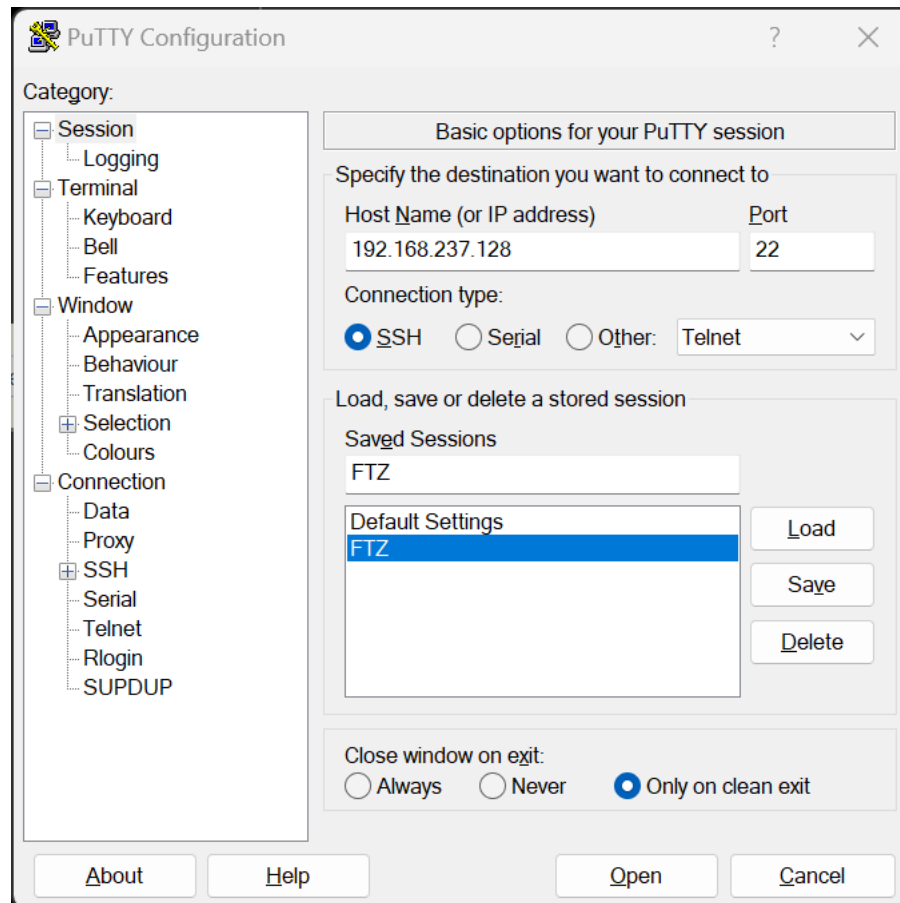 PuTTY Configuration
?
Category:
Session
Logging
Terminal
Keyboard
Bell
Features
Window
Appearance
Behaviour
Translation
Selection
Colours
Connection
Data
Proxy
SSH
Serial
Telnet
Rlogin
SUPDUP
Basic options for your PuTTY session
Specify the destination you want to connect to
Host Name (or IP address) Port
192.168.237.128 22
Connection type:
SSH Serial Other: Telnet
Load, save or delete a stored session
Saved Sessions
FTZ
Default Settings
FTZ
Load
Save
Delete
Close window on exit:
Always Never Only on clean exit
About Help Open Cancel